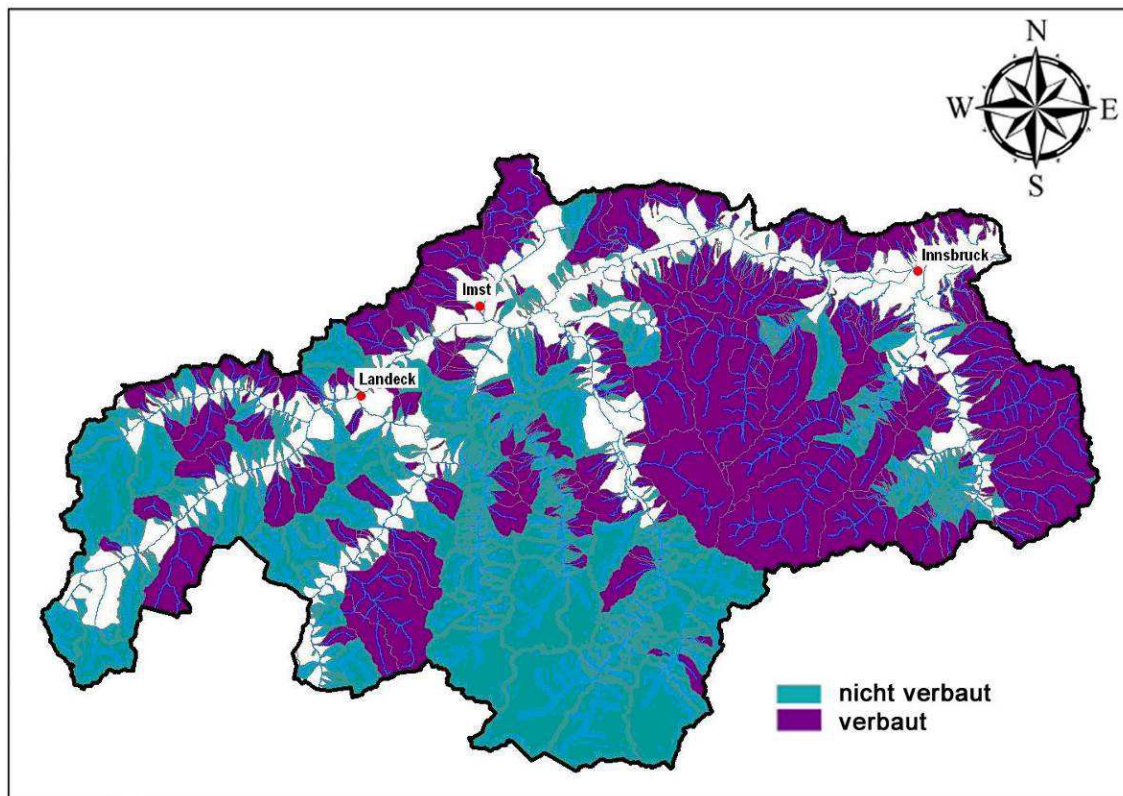 N
W E
S
Innsbruck
Imst
Landeck
nicht verbaut
verbaut